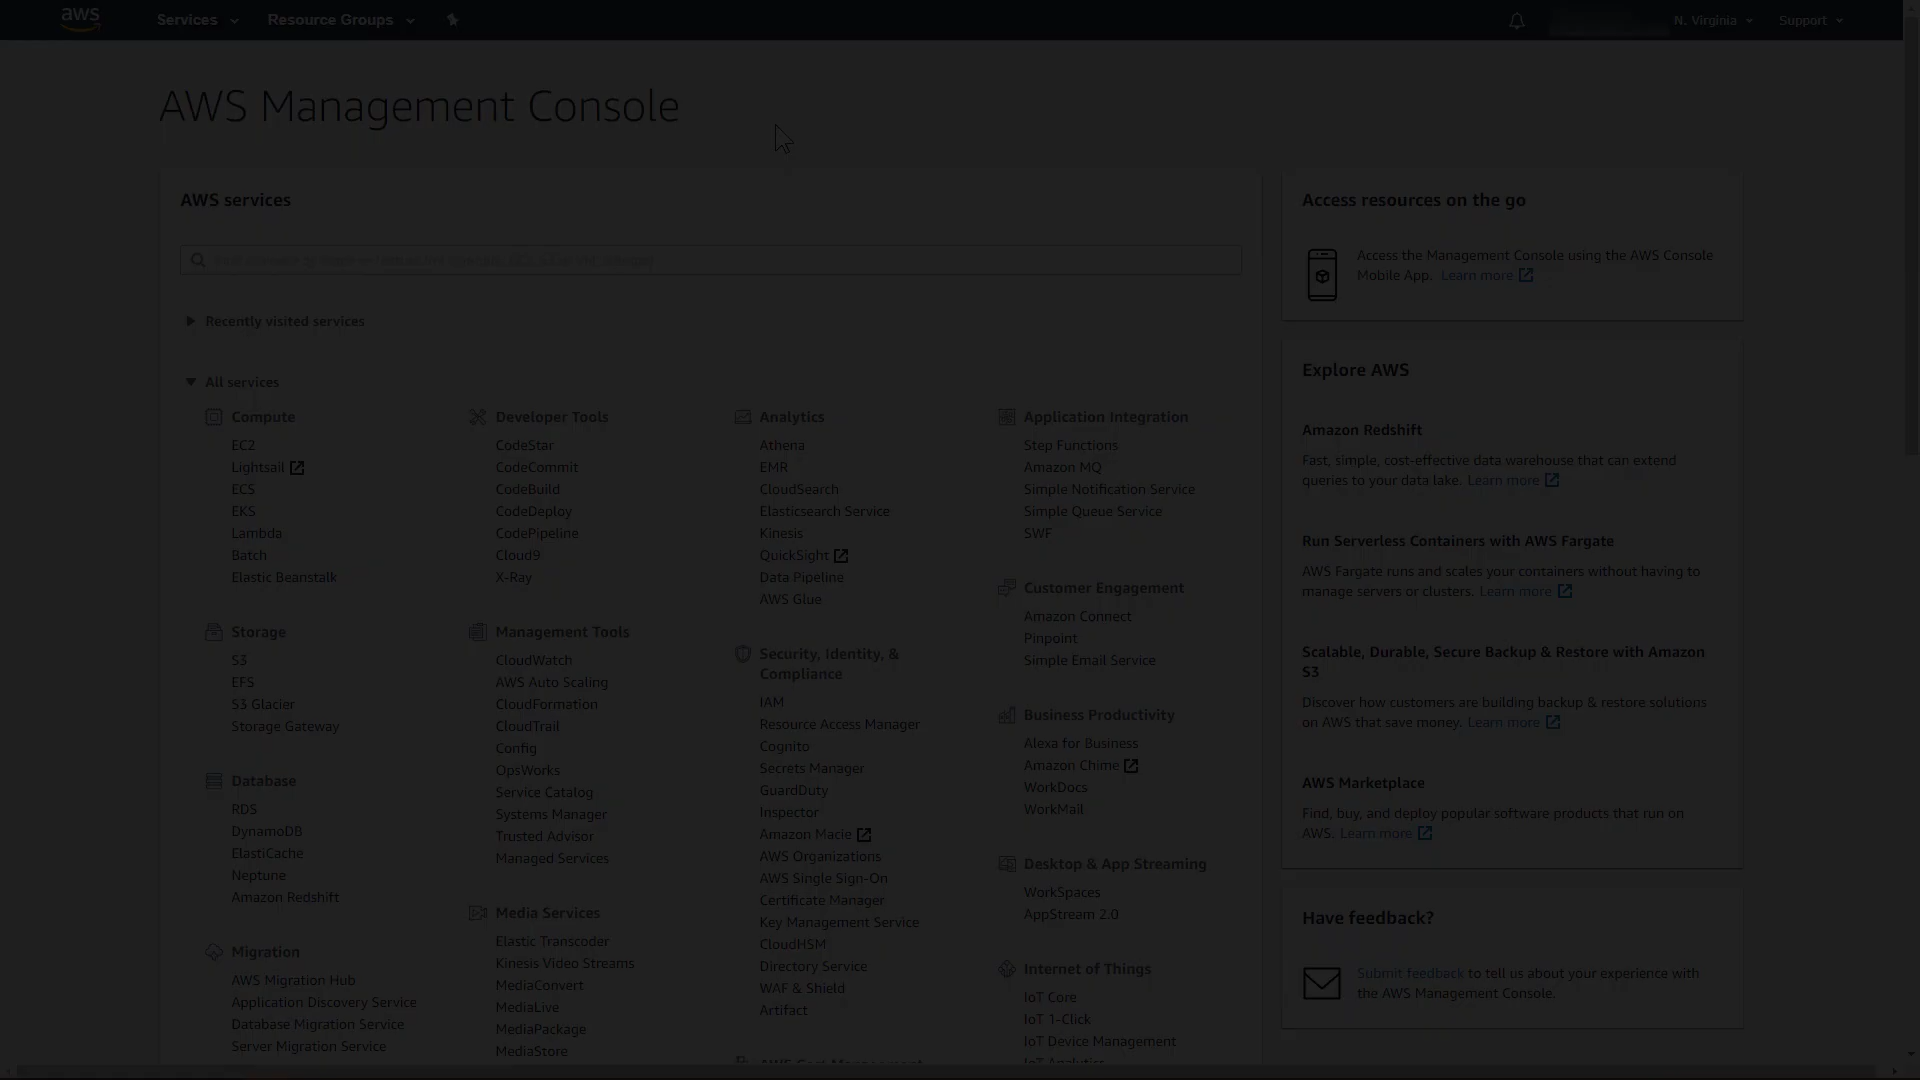 aws
Services
Resource Groups
N. Virginia
Support
AWS Management Console
AWS services
Recently visited services
All services
Compute
EC2
Lightsail
ECS
EKS
Lambda
Batch
Elastic Beanstalk
Storage
S3
EFS
S3 Glacier
Storage Gateway
Database
RDS
DynamoDB
ElastiCache
Neptune
Amazon Redshift
Migration
AWS Migration Hub
Application Discovery Service
Database Migration Service
Server Migration Service
Developer Tools
CodeStar
CodeCommit
CodeBuild
CodeDeploy
CodePipeline
Cloud9
X-Ray
Management Tools
CloudWatch
AWS Auto Scaling
CloudFormation
CloudTrail
Config
OpsWorks
Service Catalog
Systems Manager
Trusted Advisor
Managed Services
Media Services
Elastic Transcoder
Kinesis Video Streams
MediaConvert
MediaLive
MediaPackage
MediaStore
Analytics
Athena
EMR
CloudSearch
Elasticsearch Service
Kinesis
QuickSight
Data Pipeline
AWS Glue
Security, Identity, &
Compliance
IAM
Resource Access Manager
Cognito
Secrets Manager
GuardDuty
Inspector
Amazon Macie
AWS Organizations
AWS Single Sign-On
Certificate Manager
Key Management Service
CloudHSM
Directory Service
WAF & Shield
Artifact
AWS Cost Management
Application Integration
Step Functions
Amazon MQ
Simple Notification Service
Simple Queue Service
SWF
Customer Engagement
Amazon Connect
Pinpoint
Simple Email Service
Business Productivity
Alexa for Business
Amazon Chime
WorkDocs
WorkMail
Desktop & App Streaming
WorkSpaces
AppStream 2.0
Internet of Things
IoT Core
IoT 1-Click
IoT Device Management
IoT Analytics
Access resources on the go
Access the Management Console using the AWS Console
Mobile App. Learn more
Explore AWS
Amazon Redshift
Fast, simple, cost-effective data warehouse that can extend
queries to your data lake. Learn more
Run Serverless Containers with AWS Fargate
AWS Fargate runs and scales your containers without having to
manage servers or clusters. Learn more
Scalable, Durable, Secure Backup & Restore with Amazon
S3
Discover how customers are building backup & restore solutions
on AWS that save money. Learn more
AWS Marketplace
Find, buy, and deploy popular software products that run on
AWS. Learn more
Have feedback?
Submit feedback to tell us about your experience with
the AWS Management Console.